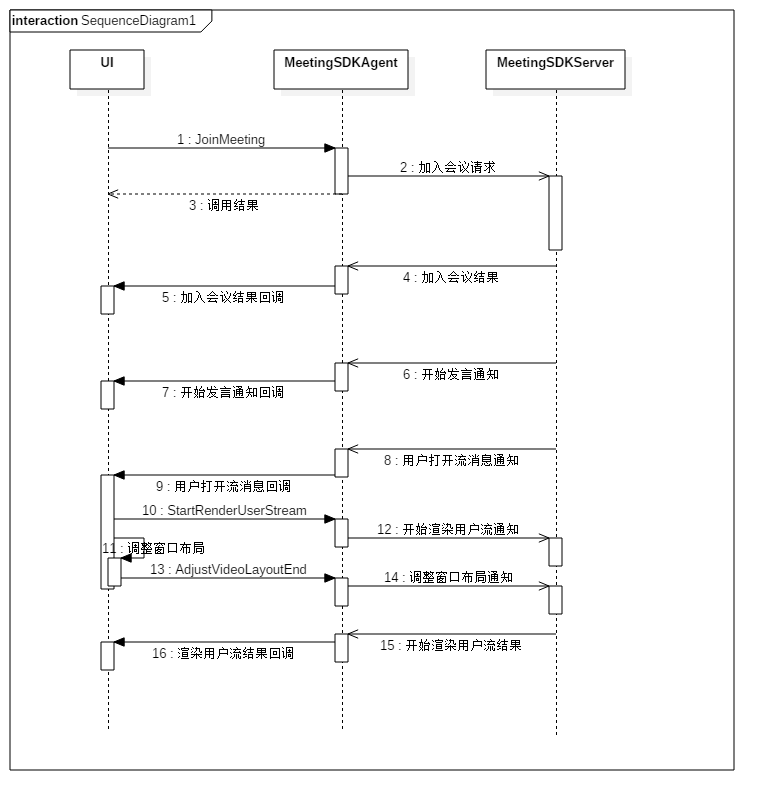 interaction SequenceDiagram1
UI
MeetingSDKAgent
MeetingSDKServer
1 : JoinMeeting
2 : 加入会议请求
3 : 调用结果
4 : 加入会议结果
5 : 加入会议结果回调
6 : 开始发言通知
7 : 开始发言通知回调
8 : 用户打开流消息通知
9 : 用户打开流消息回调
10 : StartRenderUserStream
12 : 开始渲染用户流通知
11 : 调整窗口布局
13 : AdjustVideoLayoutEnd
14 : 调整窗口布局通知
15 : 开始渲染用户流结果
16 : 渲染用户流结果回调